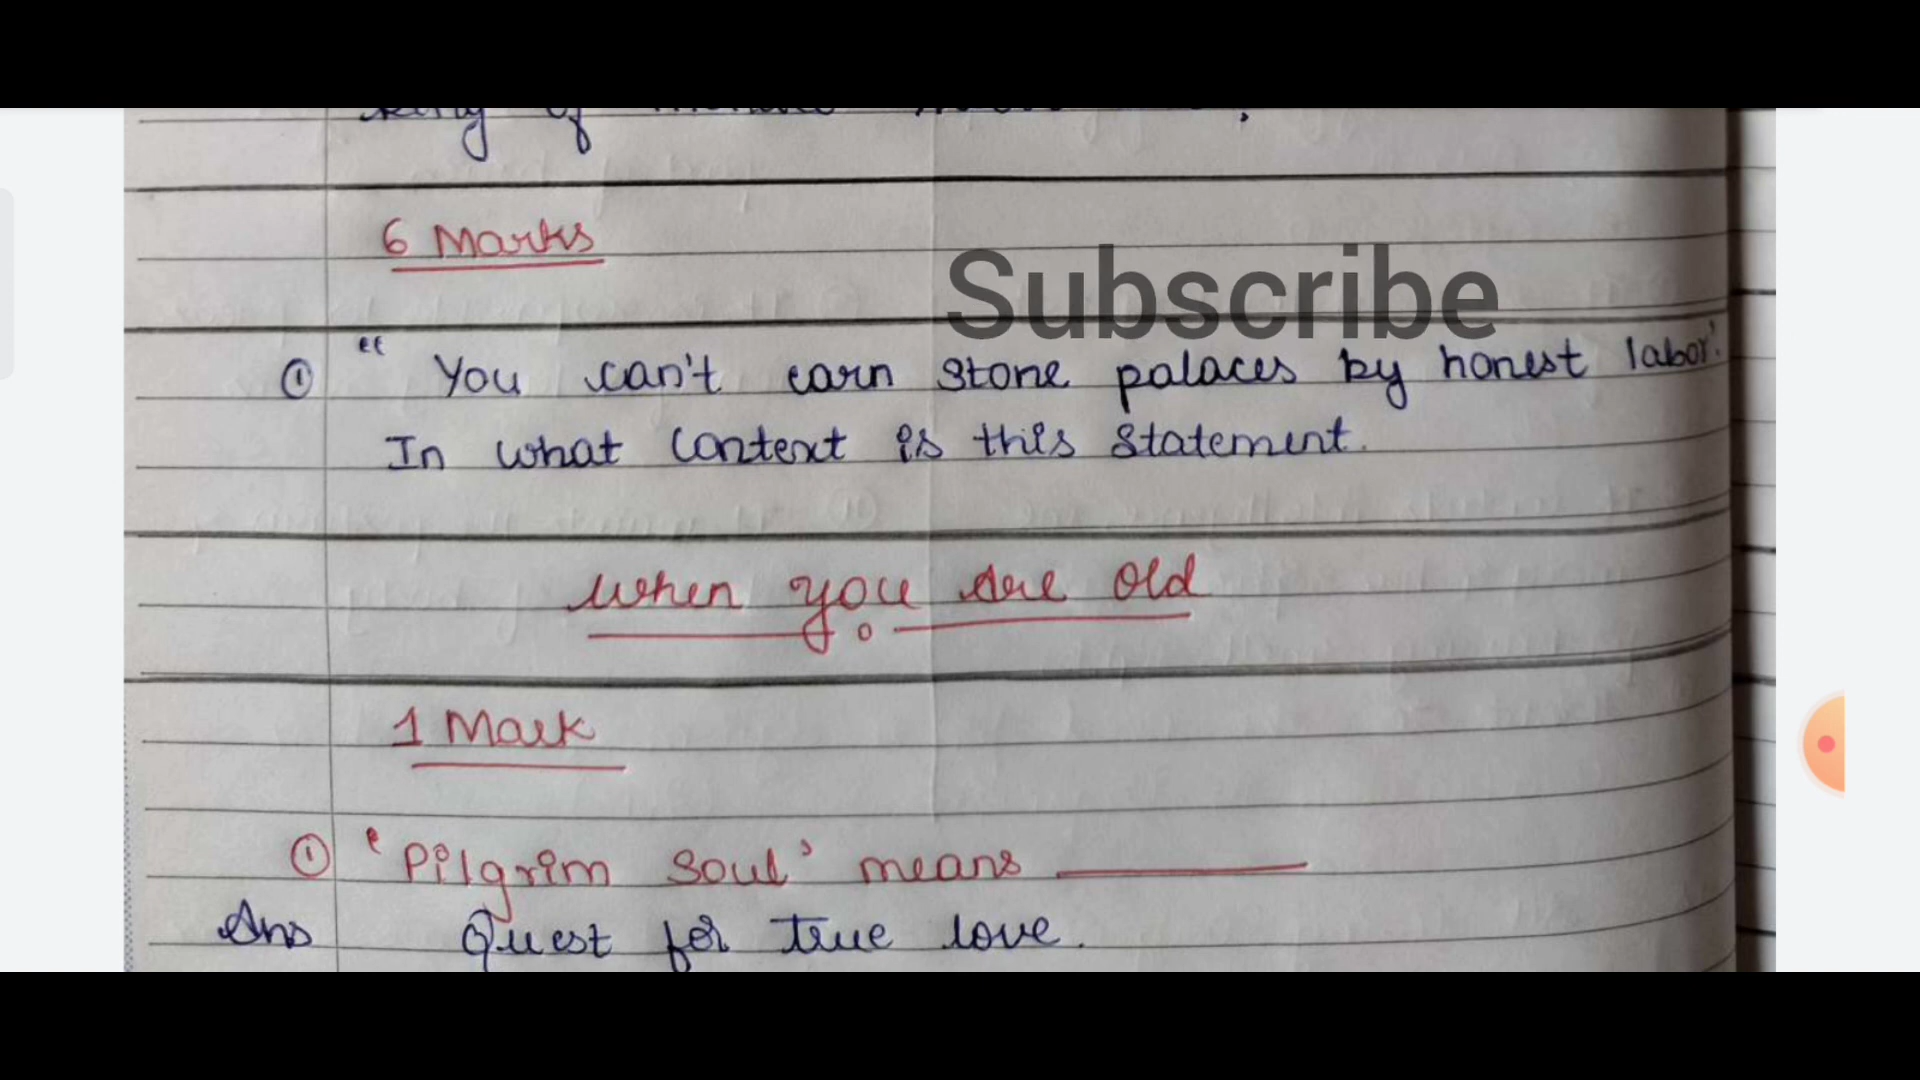 6 Marks
Subscribe
① " You can't earn stone palaces by honest labor.'
In what context is this statement.
When you are old
1 Mark
① 'Pilgrim soul' means ______
Ans Quest for true love.